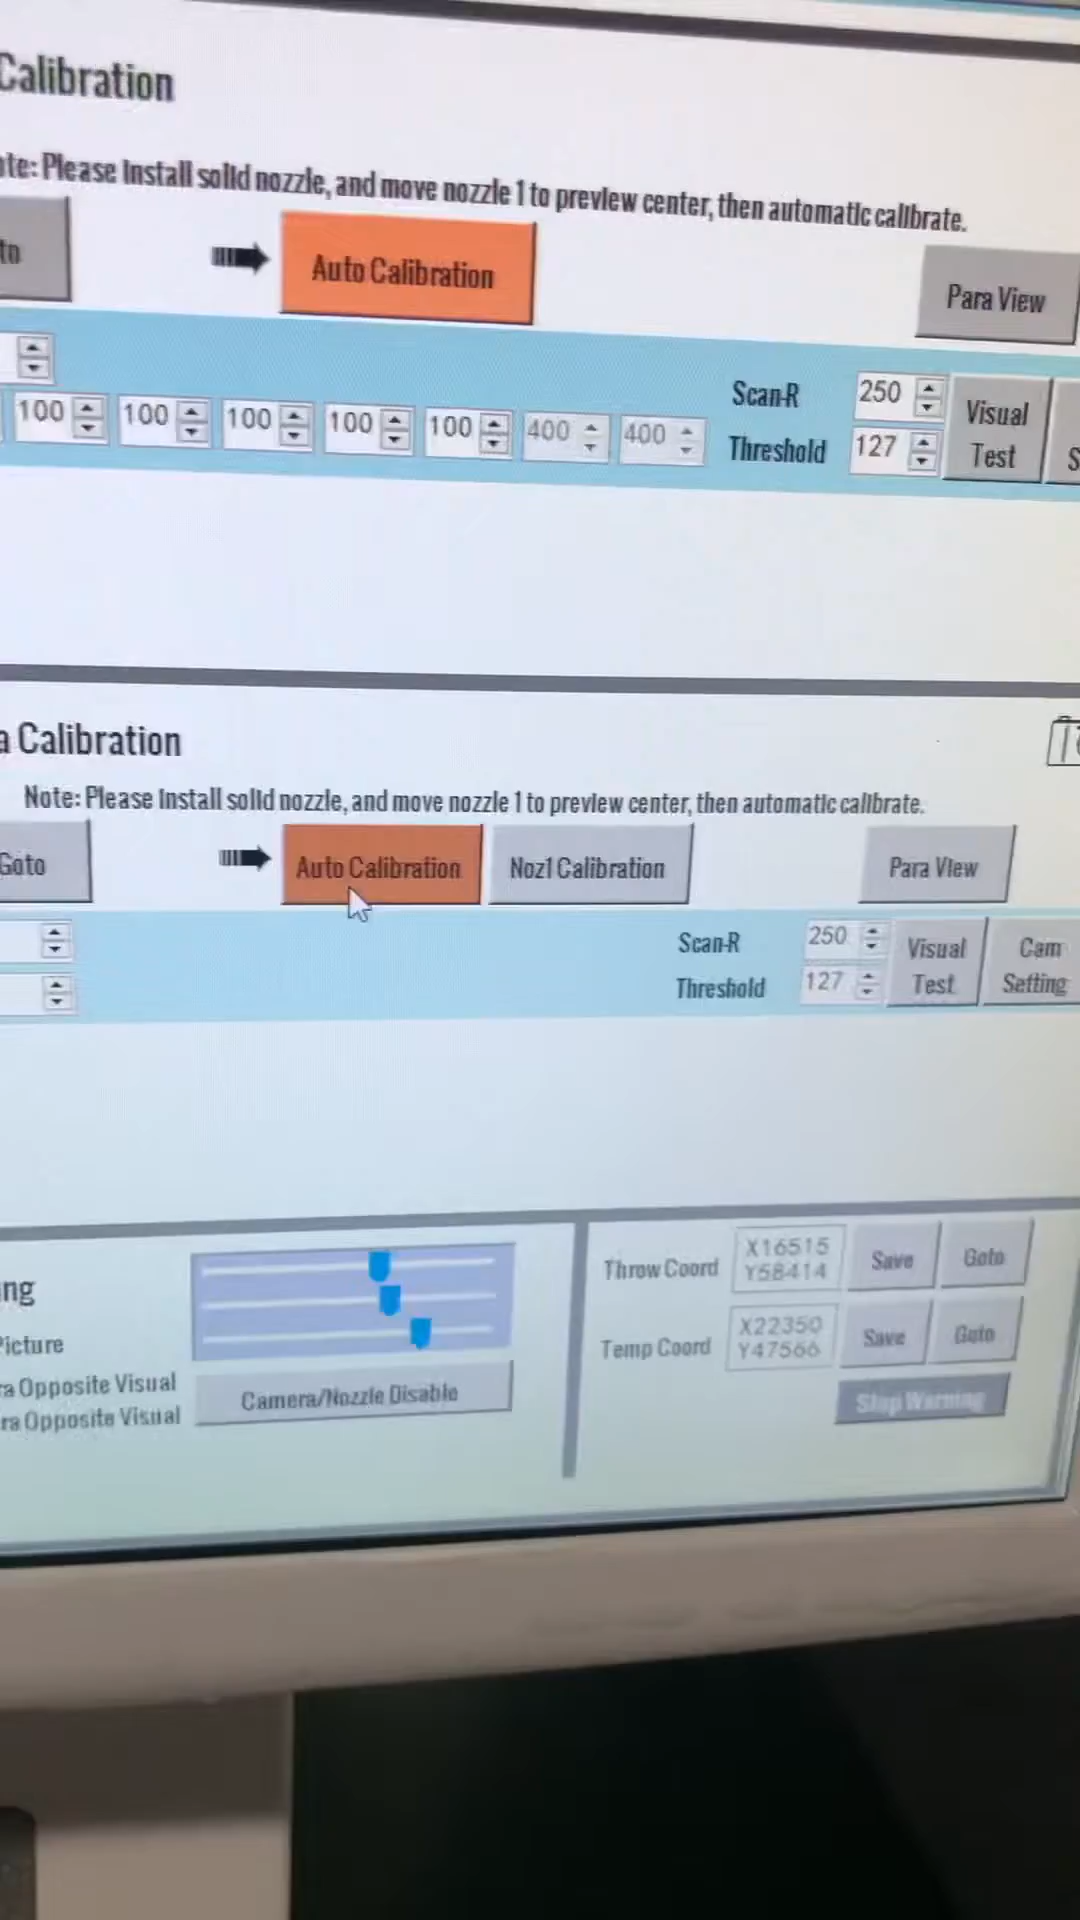 Calibration
Please install solid nozzle, and move nozzle 1 to preview center, then automatic calibrate.
Auto Calibration
Para View
100 100 100 100 100 400 400
Scan-R 250
Threshold 127
Visual Test
Calibration
Note: Please install solid nozzle, and move nozzle 1 to preview center, then automatic calibrate.
Goto
Auto Calibration
Noz1 Calibration
Para View
Scan-R 250
Threshold 127
Visual Test
Cam Setting
Throw Coord
X16515
Y58414
Save
Goto
Picture
Temp Coord
X22350
Y47566
Save
Goto
Opposite Visual
Opposite Visual
Camera/Nozzle Disable
Stop Warning